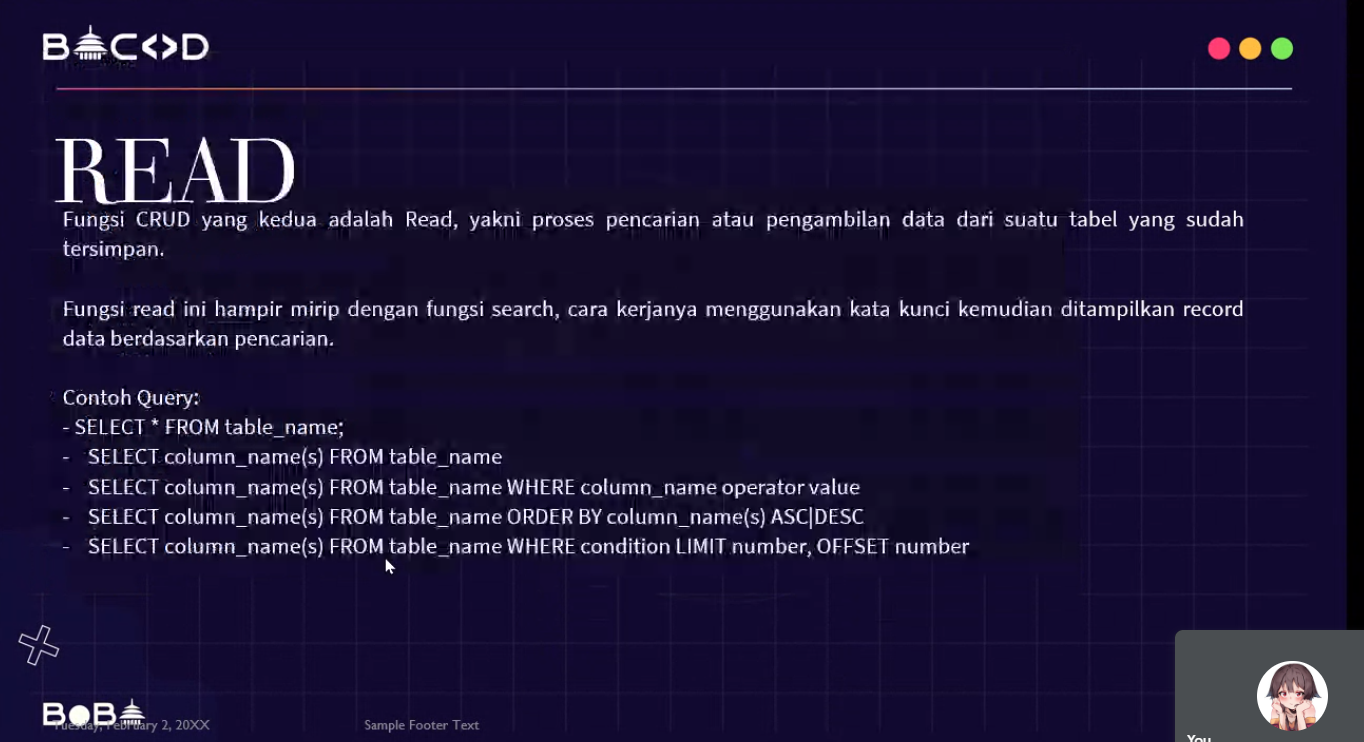 BACOD
READ
Fungsi CRUD yang kedua adalah Read, yakni proses pencarian atau pengambilan data dari suatu tabel yang sudah
tersimpan.
Fungsi read ini hampir mirip dengan fungsi search, cara kerjanya menggunakan kata kunci kemudian ditampilkan record
data berdasarkan pencarian.
Contoh Query:
- SELECT * FROM table_name;
- SELECT column_name(s) FROM table_name
- SELECT column_name(s) FROM table_name WHERE column_name operator value
- SELECT column_name(s) FROM table_name ORDER BY column_name(s) ASC|DESC
- SELECT column_name(s) FROM table_name WHERE condition LIMIT number, OFFSET number
BOBA
Tuesday, February 2, 20XX
Sample Footer Text
You